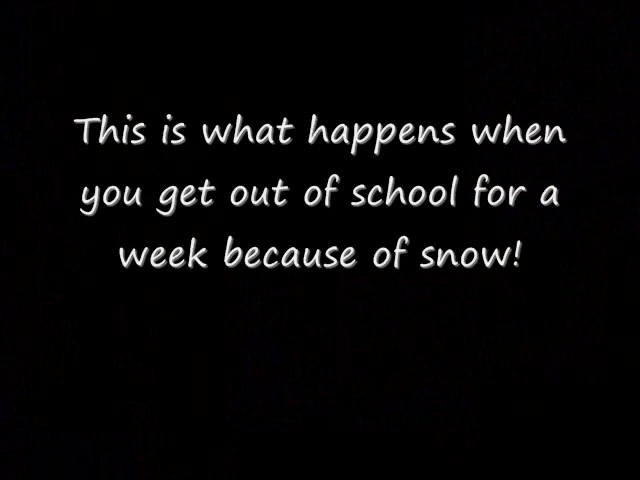 This is what happens when
you get out of school for a
week because of snow!